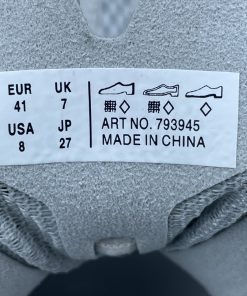 EUR UK
41 7
USA JP
8 27
ART NO. 793945
MADE IN CHINA